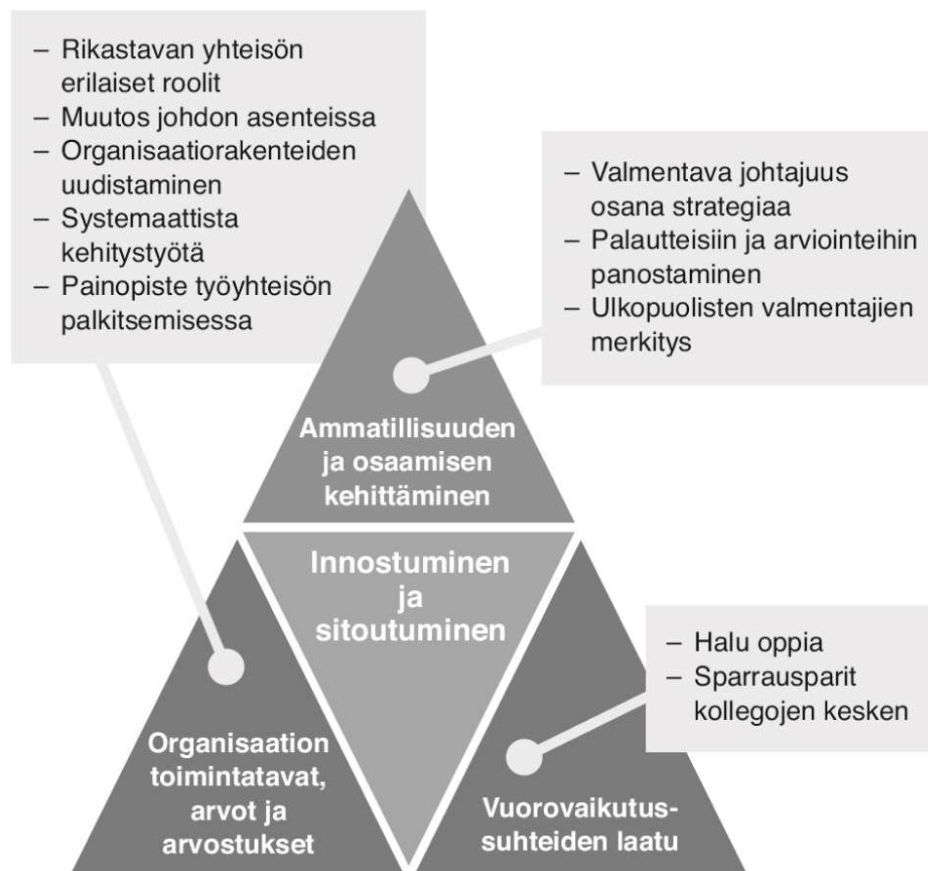 – Rikastavan yhteisön
erilaiset roolit
– Muutos johdon asenteissa
– Organisaatiorakenteiden
uudistaminen
– Systemaattista
kehitystyötä
– Painopiste työyhteisön
palkitsemisessa
– Valmentava johtajuus
osana strategiaa
– Palautteisiin ja arviointeihin
panostaminen
– Ulkopuolisten valmentajien
merkitys
Ammatillisuuden
ja osaamisen
kehittäminen
Innostuminen
ja
sitoutuminen
– Halu oppia
– Sparrausparit
kollegojen kesken
Organisaation
toimintatavat,
arvot ja
arvostukset
Vuorovaikutus-
suhteiden laatu